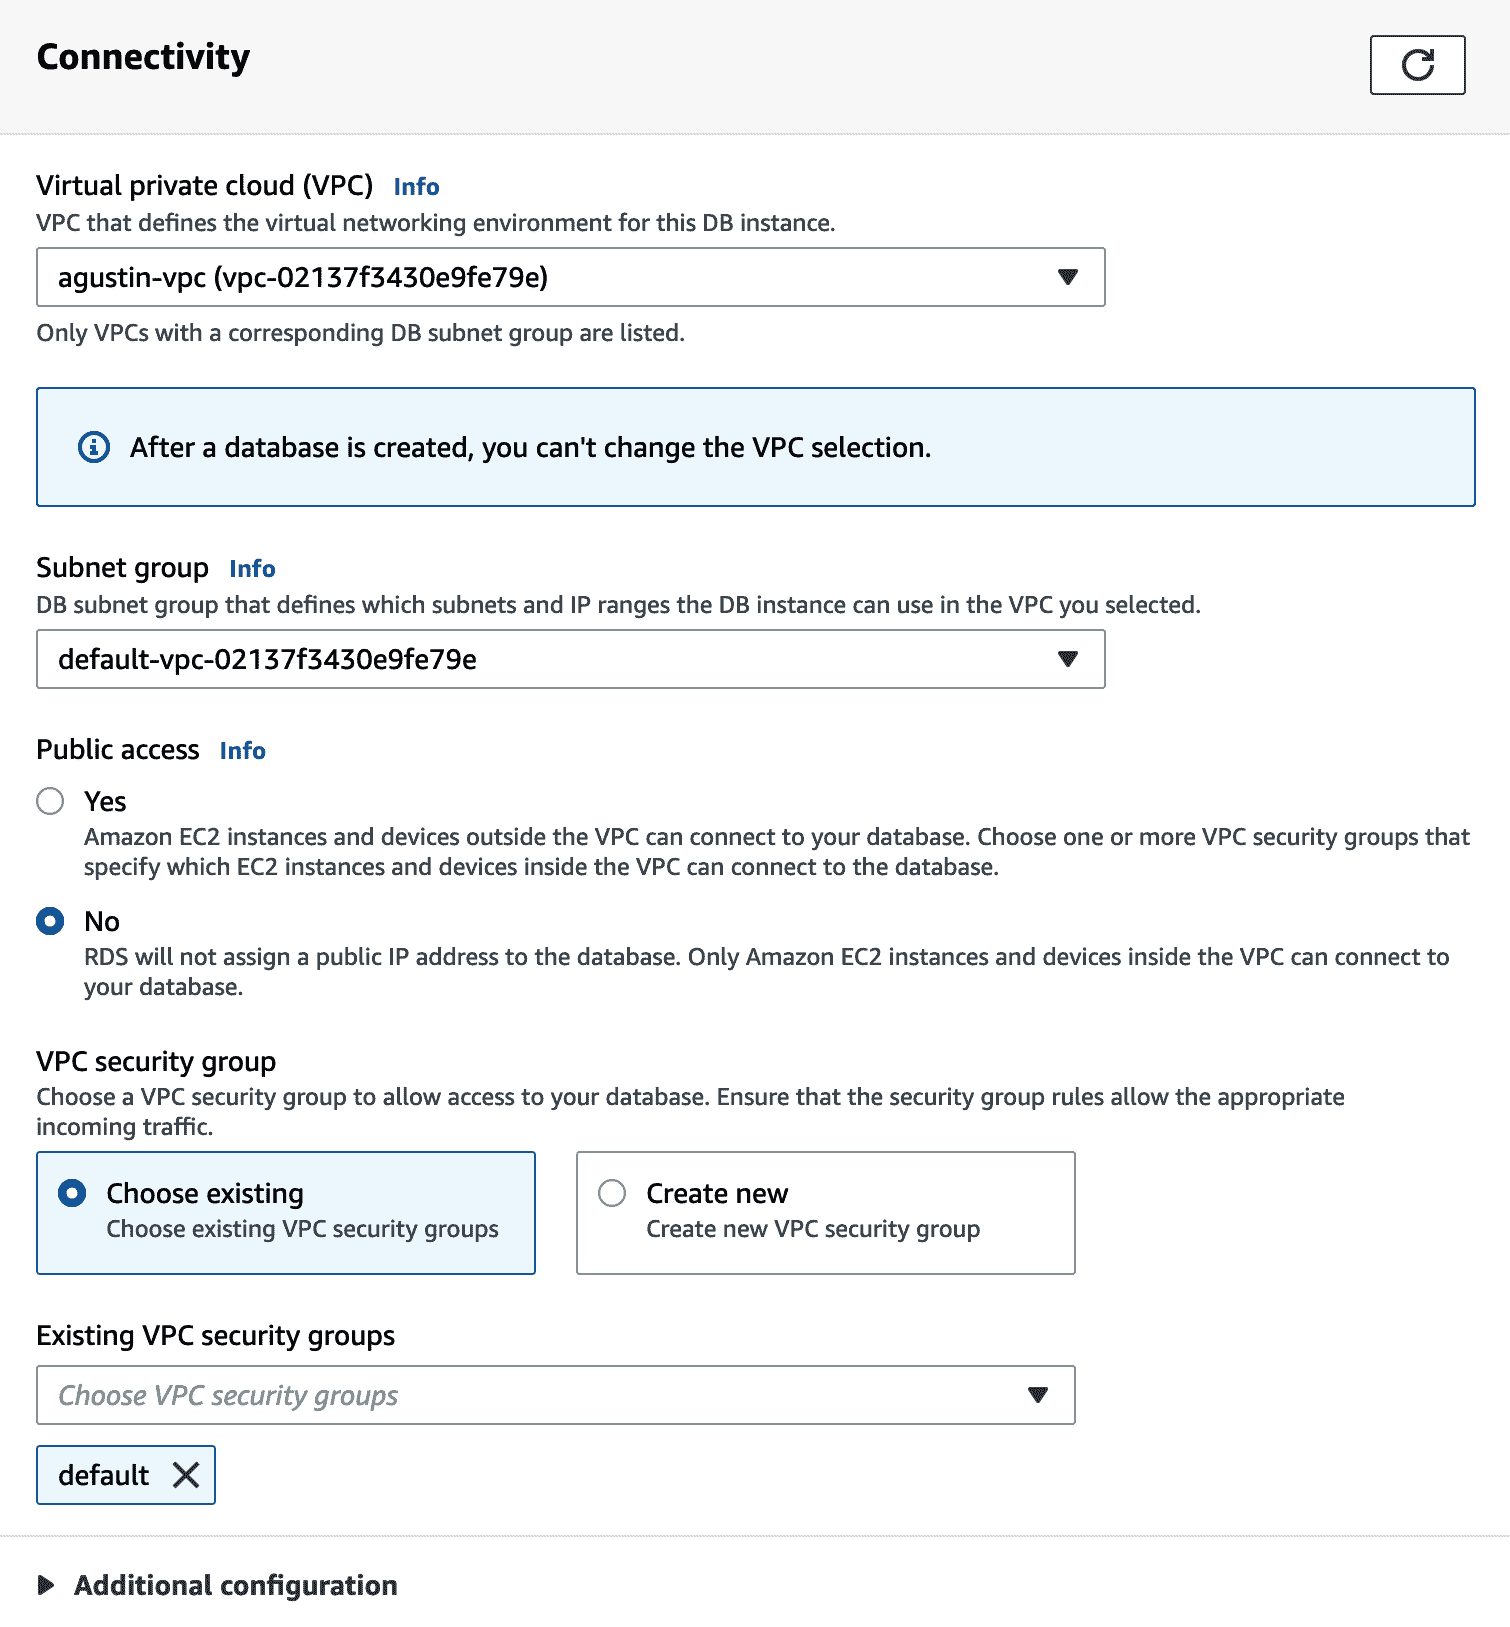 Connectivity
Virtual private cloud (VPC) Info
VPC that defines the virtual networking environment for this DB instance.
agustin-vpc (vpc-02137f3430e9fe79e)
Only VPCs with a corresponding DB subnet group are listed.
After a database is created, you can't change the VPC selection.
Subnet group Info
DB subnet group that defines which subnets and IP ranges the DB instance can use in the VPC you selected.
default-vpc-02137f3430e9fe79e
Public access Info
Yes
Amazon EC2 instances and devices outside the VPC can connect to your database. Choose one or more VPC security groups that
specify which EC2 instances and devices inside the VPC can connect to the database.
No
RDS will not assign a public IP address to the database. Only Amazon EC2 instances and devices inside the VPC can connect to
your database.
VPC security group
Choose a VPC security group to allow access to your database. Ensure that the security group rules allow the appropriate
incoming traffic.
Choose existing
Choose existing VPC security groups
Create new
Create new VPC security group
Existing VPC security groups
Choose VPC security groups
default
Additional configuration